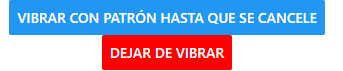 VIBRAR CON PATRÓN HASTA QUE SE CANCELE
DEJAR DE VIBRAR